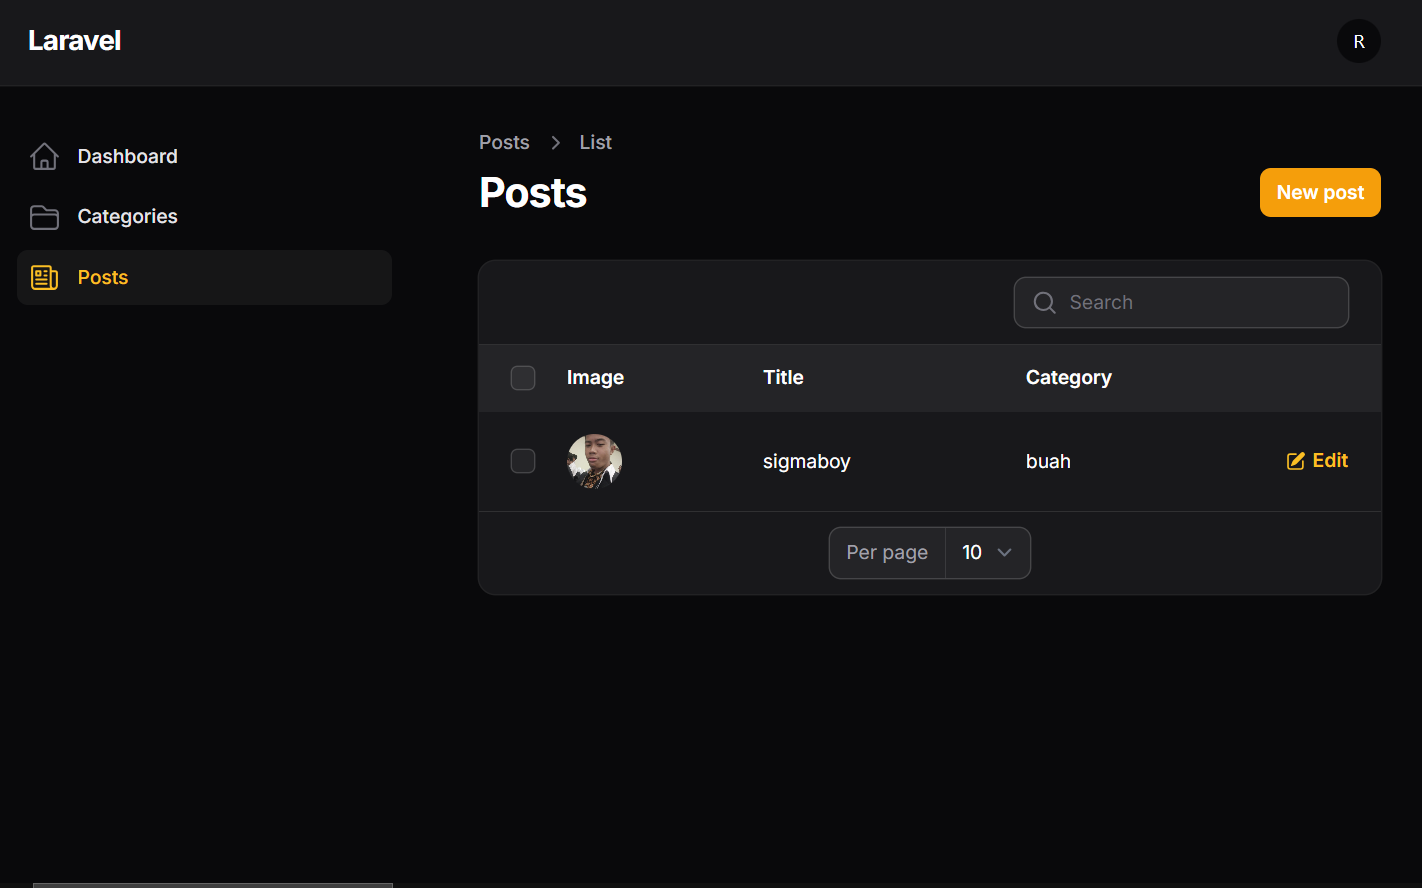 Laravel
R
Dashboard
Categories
Posts
Posts > List
Posts
New post
Search
Image Title Category
sigmaboy buah Edit
Per page 10